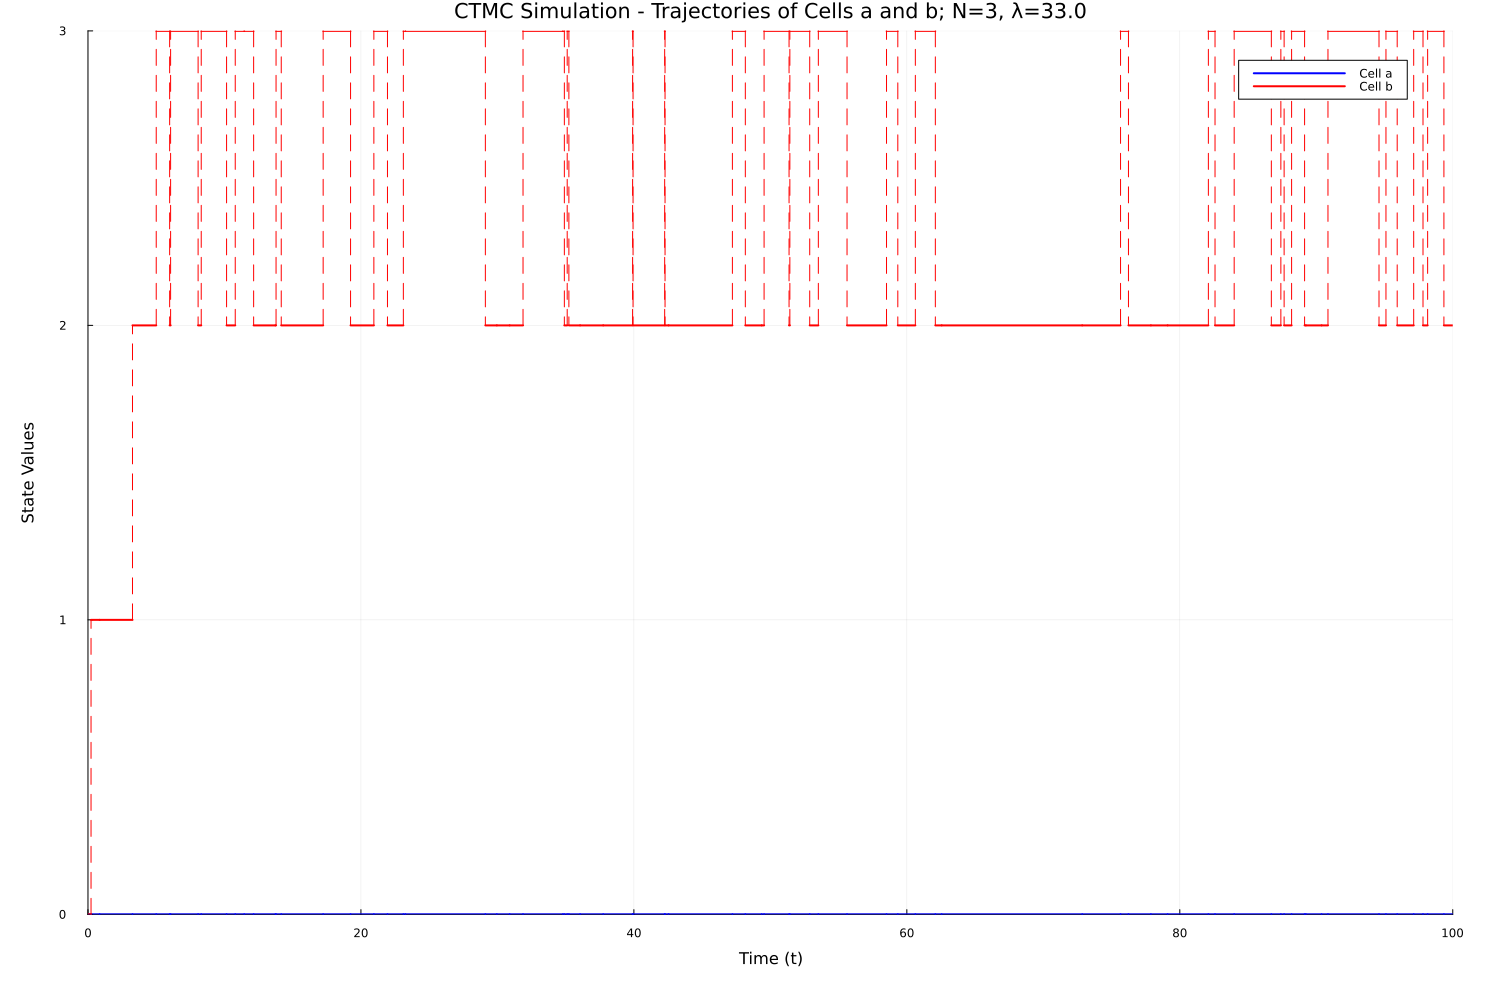 CTMC Simulation - Trajectories of Cells a and b; N=3, λ=33.0
3
Cell a
Cell b
2
State Values
1
0
0 20 40 60 80 100
Time (t)